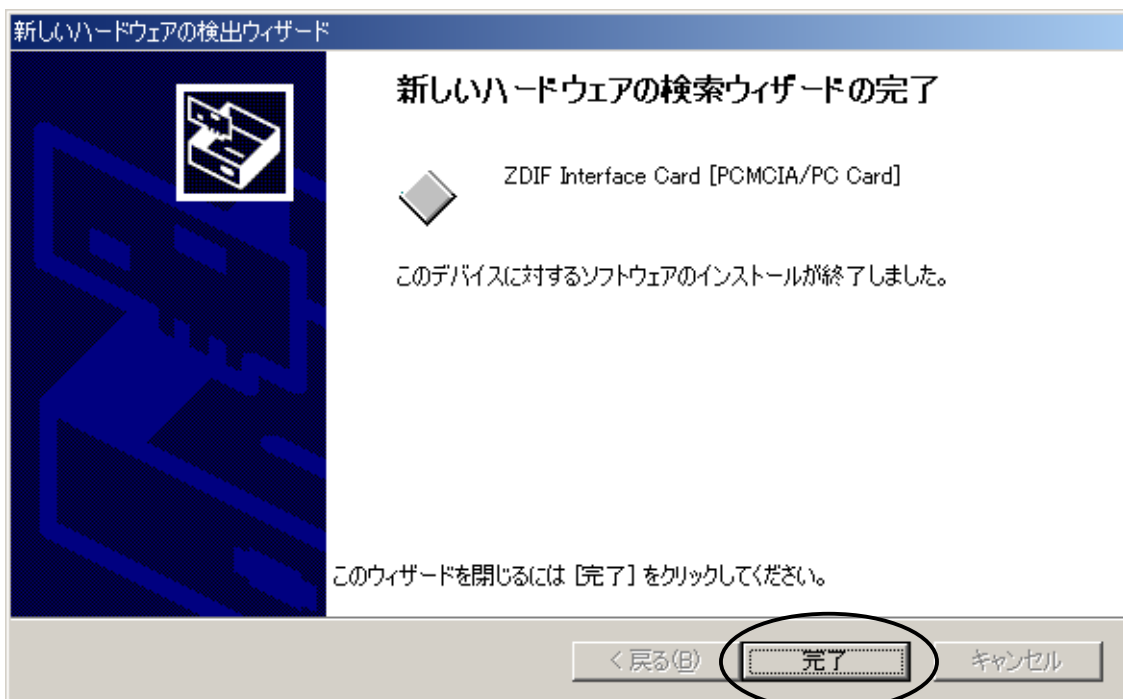 新しいハードウェアの検出ウィザード
新しいハードウェアの検索ウィザードの完了
ZDIF Interface Card [PCMCIA/PC Card]
このデバイスに対するソフトウェアのインストールが終了しました。
このウィザードを閉じるには [完了] をクリックしてください。
< 戻る(B)
完了
キャンセル